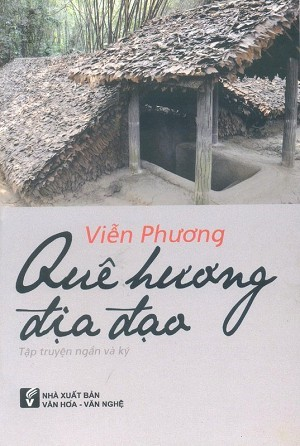 Viễn Phương
Quê hương
địa đạo
Tập truyện ngắn và ký
NHÀ XUẤT BẢN
VĂN HÓA - VĂN NGHỆ